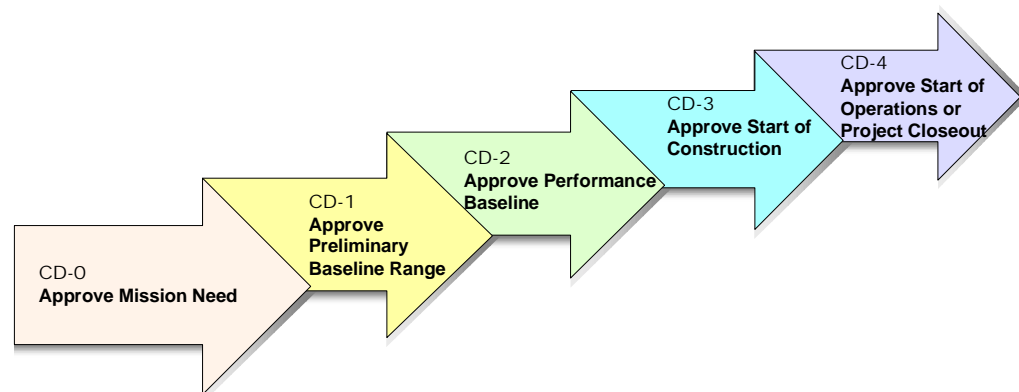 CD-0
Approve Mission Need
CD-1
Approve
Preliminary
Baseline Range
CD-2
Approve Performance
Baseline
CD-3
Approve Start of
Construction
CD-4
Approve Start of
Operations or
Project Closeout